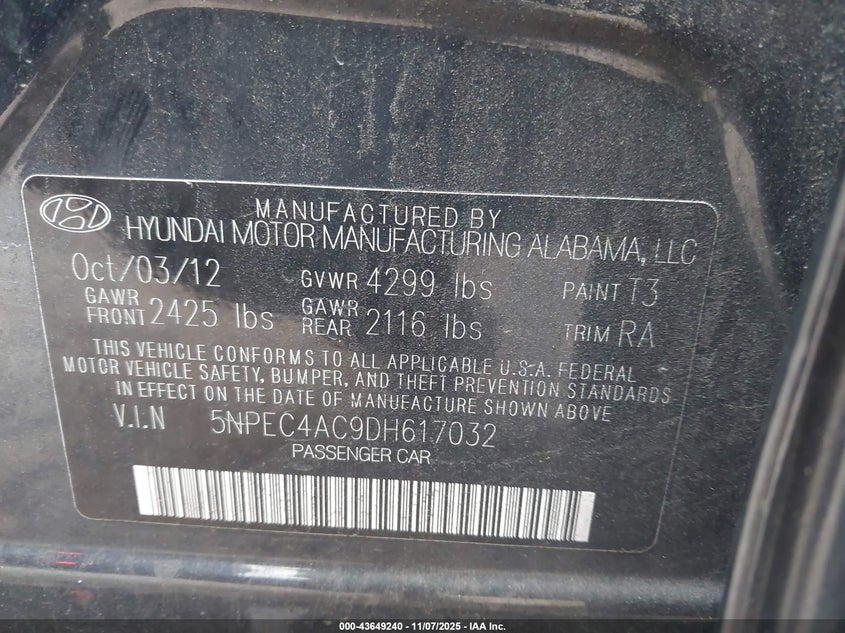 MANUFACTURED BY
HYUNDAI MOTOR MANUFACTURING ALABAMA, LLC
Oct/03/12 GVWR 4299 lbs PAINT T3
GAWR FRONT 2425 lbs GAWR REAR 2116 lbs TRIM RA
THIS VEHICLE CONFORMS TO ALL APPLICABLE U.S.A. FEDERAL
MOTOR VEHICLE SAFETY, BUMPER, AND THEFT PREVENTION STANDARDS
IN EFFECT ON THE DATE OF MANUFACTURE SHOWN ABOVE
V.I.N 5NPEC4AC9DH617032
PASSENGER CAR
000-43649240 - 11/07/2025 - IAA Inc.